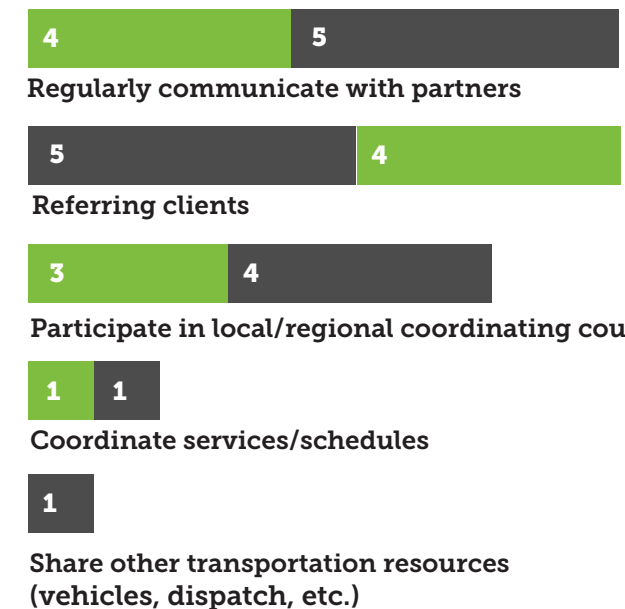 4 5
Regularly communicate with partners
5 4
Referring clients
3 4
Participate in local/regional coordinating
1 1
Coordinate services/schedules
1
Share other transportation resources
(vehicles, dispatch, etc.)